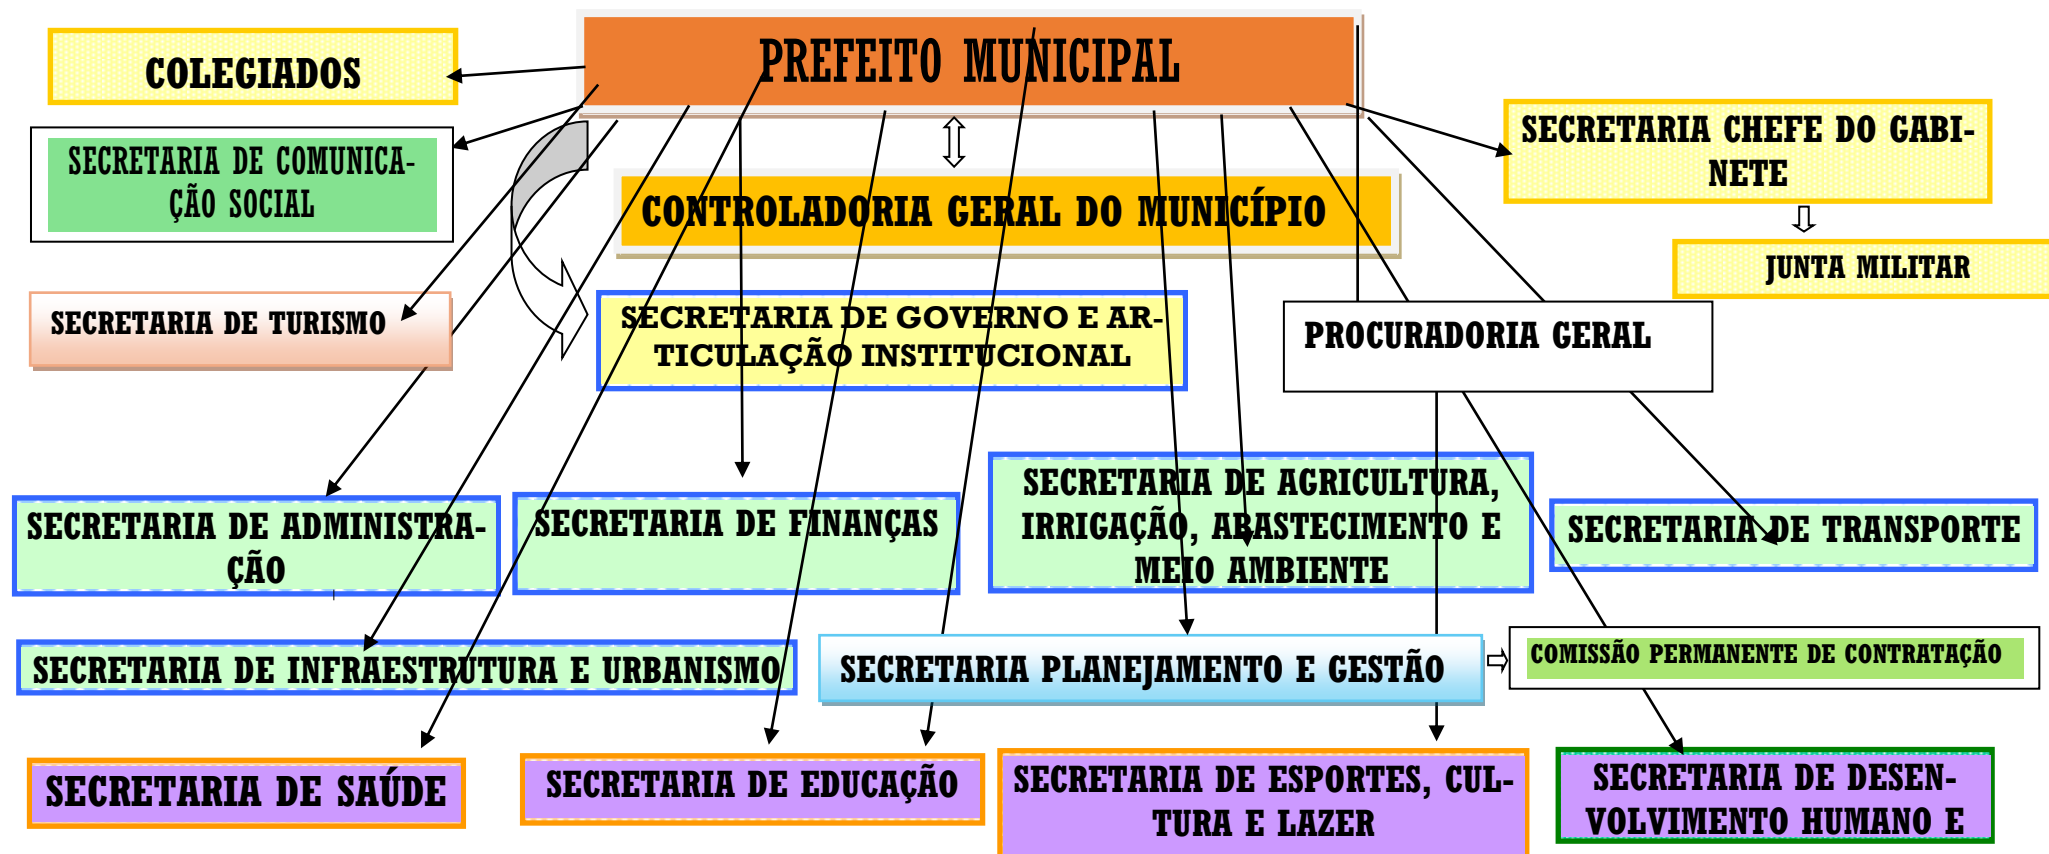 PREFEITO MUNICIPAL
COLEGIADOS
SECRETARIA DE COMUNICA-
ÇÃO SOCIAL
SECRETARIA CHEFE DO GABI-
NETE
CONTROLADORIA GERAL DO MUNICÍPIO
JUNTA MILITAR
SECRETARIA DE TURISMO
SECRETARIA DE GOVERNO E AR-
TICULAÇÃO INSTITUCIONAL
PROCURADORIA GERAL
SECRETARIA DE ADMINISTRA-
ÇÃO
SECRETARIA DE FINANÇAS
SECRETARIA DE AGRICULTURA,
IRRIGAÇÃO, ABASTECIMENTO E
MEIO AMBIENTE
SECRETARIA DE TRANSPORTE
SECRETARIA DE INFRAESTRUTURA E URBANISMO
SECRETARIA PLANEJAMENTO E GESTÃO
COMISSÃO PERMANENTE DE CONTRATAÇÃO
SECRETARIA DE SAÚDE
SECRETARIA DE EDUCAÇÃO
SECRETARIA DE ESPORTES, CUL-
TURA E LAZER
SECRETARIA DE DESEN-
VOLVIMENTO HUMANO E